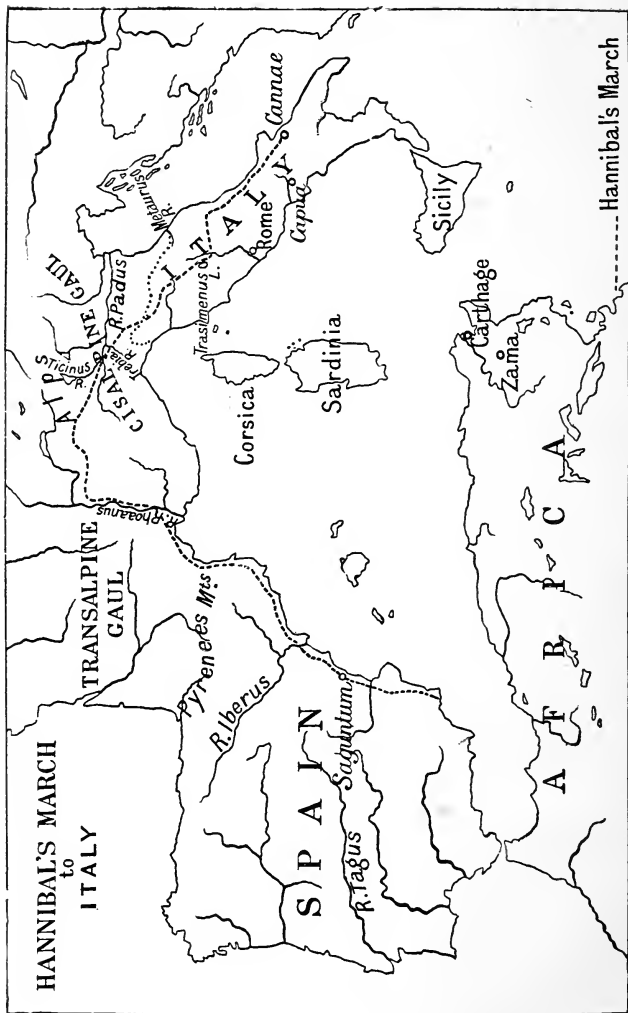 HANNIBAL'S MARCH
to
ITALY
TRANSALPINE
GAUL
Alps
Ticinus
R.
CISALPINE GAUL
R. Padus
Trebia R.
Metaurus
R.
R. Rhodanus
Pyrenees Mts.
R. Iberus
SPAIN
Saguntum
R. Tagus
Trasimenus
L.
ITALY
Rome
Capua
Cannae
Corsica
Sardinia
Sicily
Carthage
Zama
AFRICA
Hannibal's March